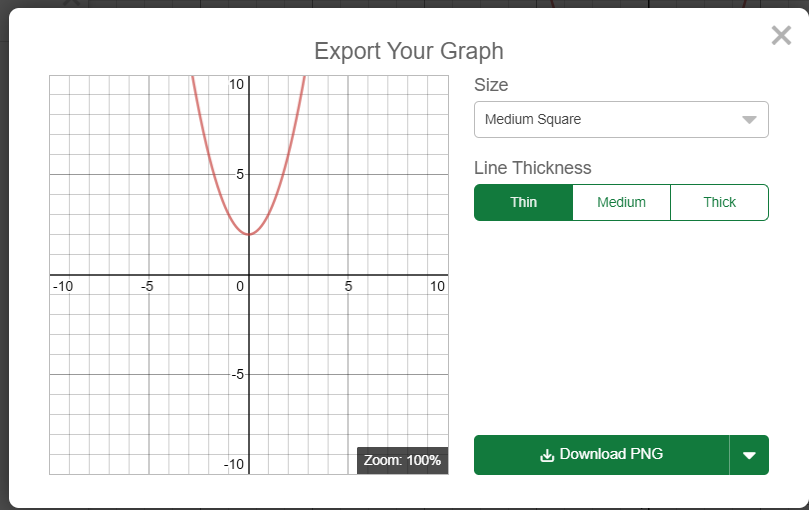 Export Your Graph
×
10
5
-10
-5
0
5
10
-5
-10
Zoom: 100%
Size
Medium Square
Line Thickness
Thin
Medium
Thick
Download PNG